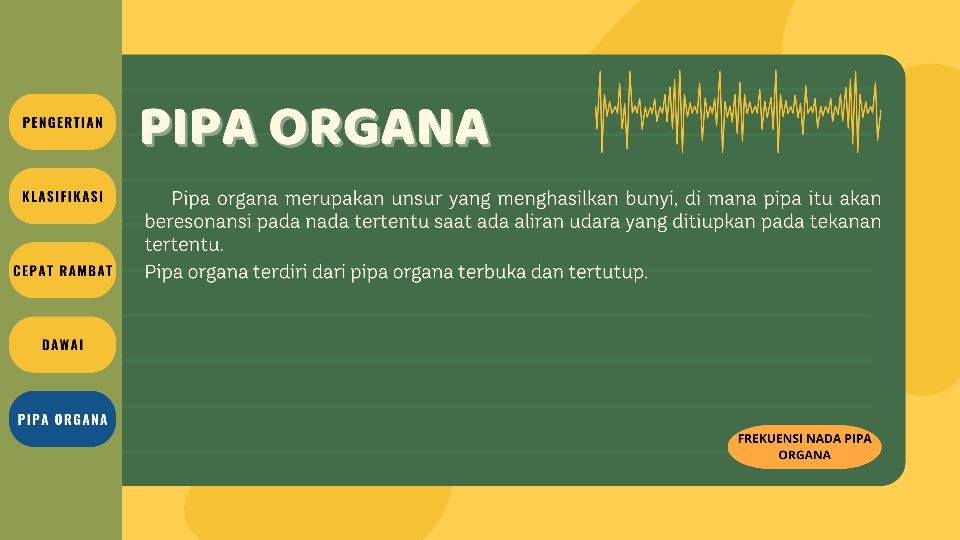 PENGERTIAN
KLASIFIKASI
CEPAT RAMBAT
DAWAI
PIPA ORGANA
PIPA ORGANA
Pipa organa merupakan unsur yang menghasilkan bunyi, di mana pipa itu akan
beresonansi pada nada tertentu saat ada aliran udara yang ditiupkan pada tekanan
tertentu.
Pipa organa terdiri dari pipa organa terbuka dan tertutup.
FREKUENSI NADA PIPA
ORGANA